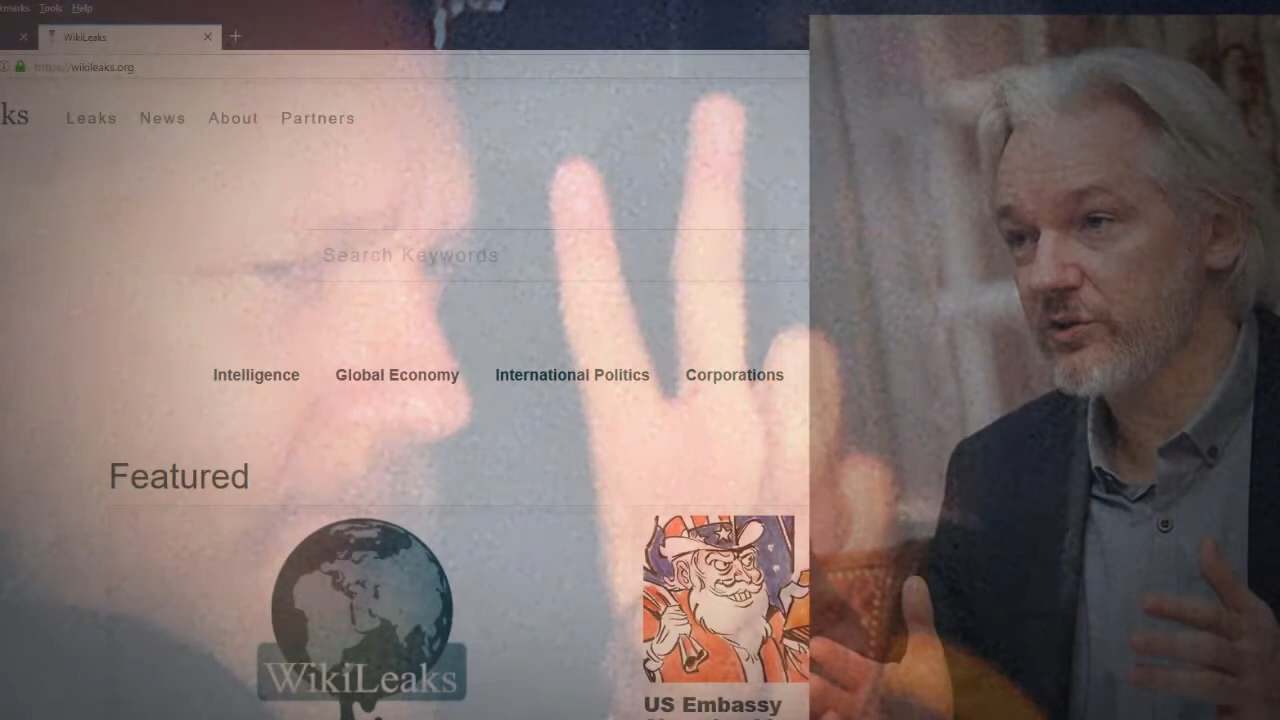 Tools Help
WikiLeaks
https://wikileaks.org
ks Leaks News About Partners
Search Keywords
Intelligence Global Economy International Politics Corporations
Featured
WikiLeaks
US Embassy